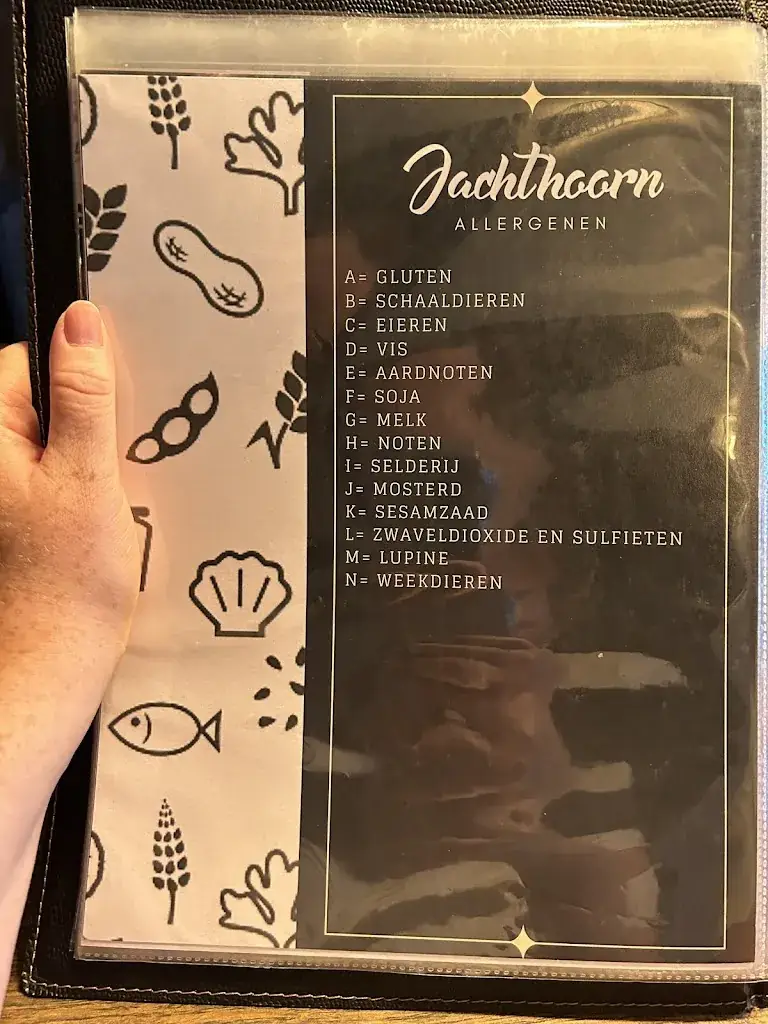 Jachthoorn
ALLERGENEN
A= GLUTEN
B= SCHAALDIEREN
C= EIEREN
D= VIS
E= AARDNOTEN
F= SOJA
G= MELK
H= NOTEN
I= SELDERIJ
J= MOSTERD
K= SESAMZAAD
L= ZWAVELDIOXIDE EN SULFIETEN
M= LUPINE
N= WEEKDIEREN